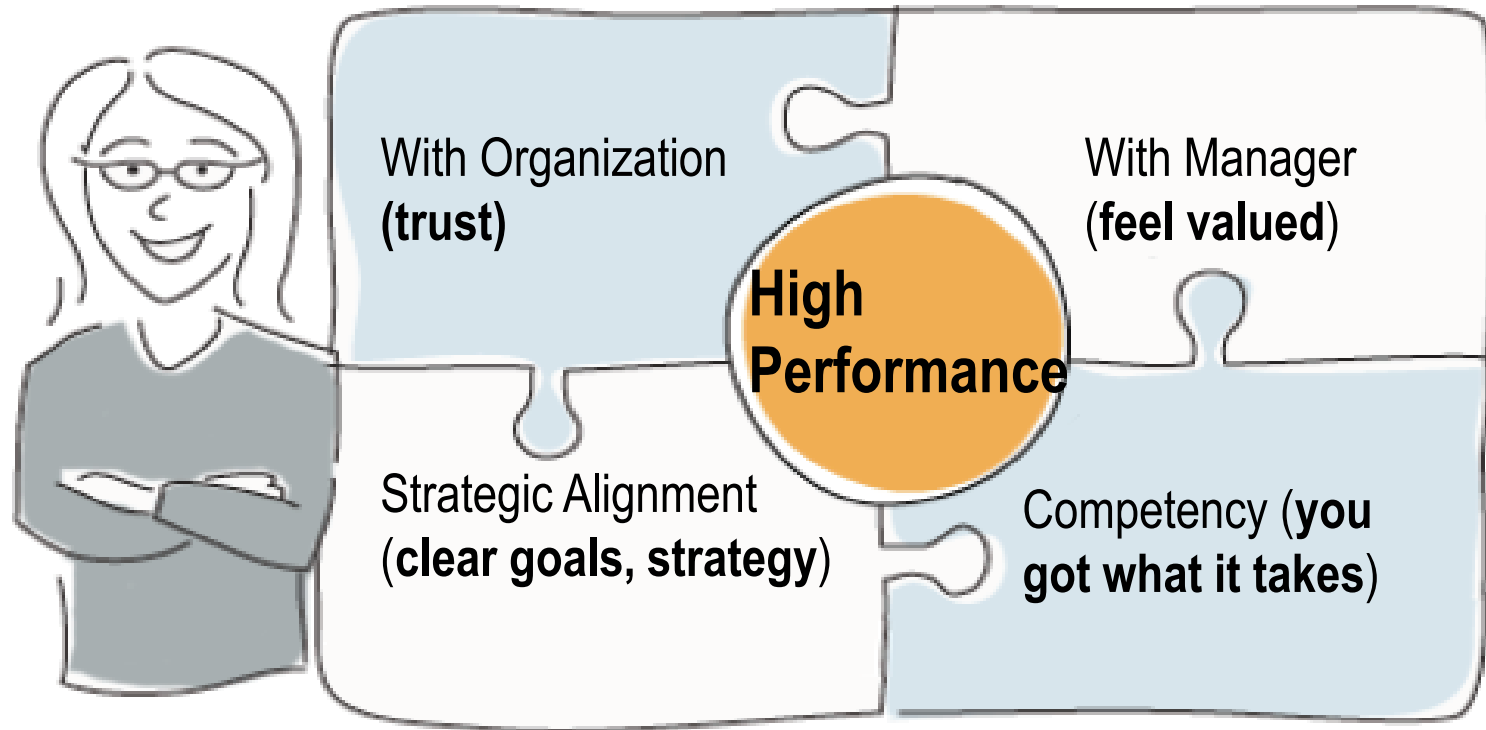 With Organization
(trust)
With Manager
(feel valued)
High
Performance
Strategic Alignment
(clear goals, strategy)
Competency (you
got what it takes)